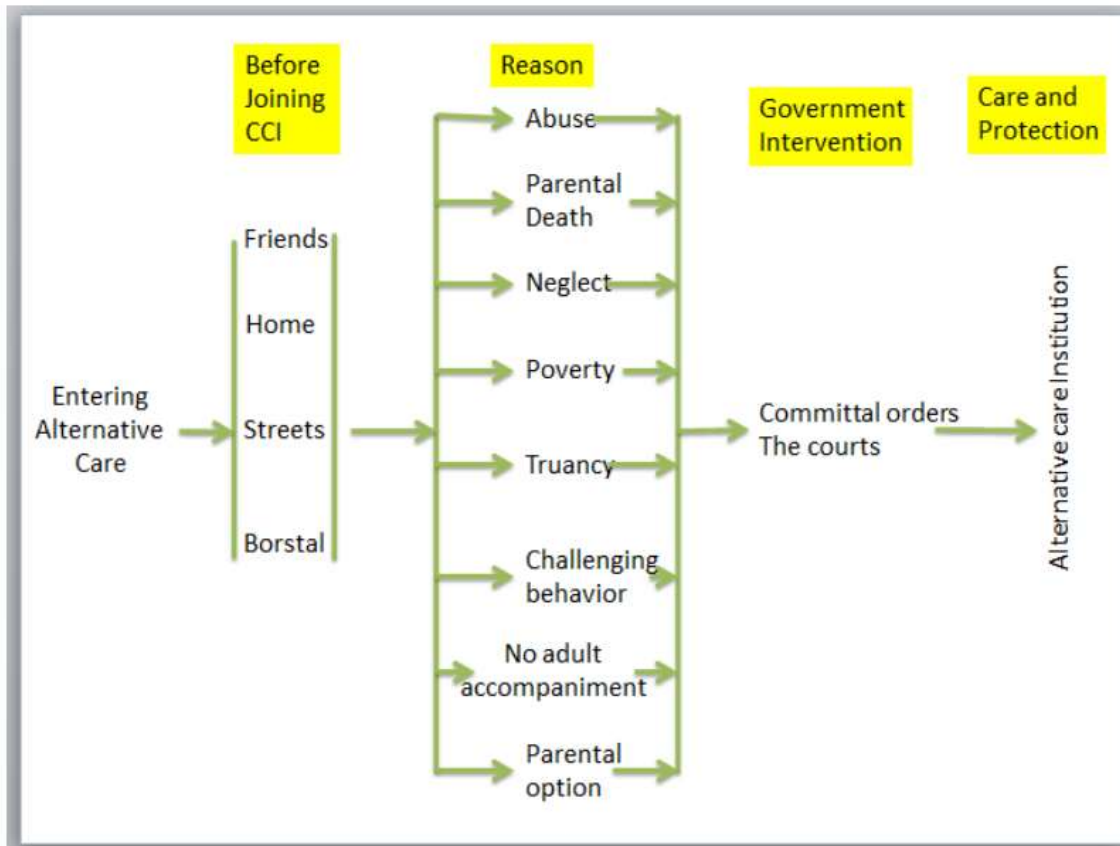 Before
Joining
CCI
Reason
Government
Intervention
Care and
Protection
Entering
Alternative
Care
Friends
Home
Streets
Borstal
Abuse
Parental
Death
Neglect
Poverty
Truancy
Challenging
behavior
No adult
accompaniment
Parental
option
Committal orders
The courts
Alternative care Institution